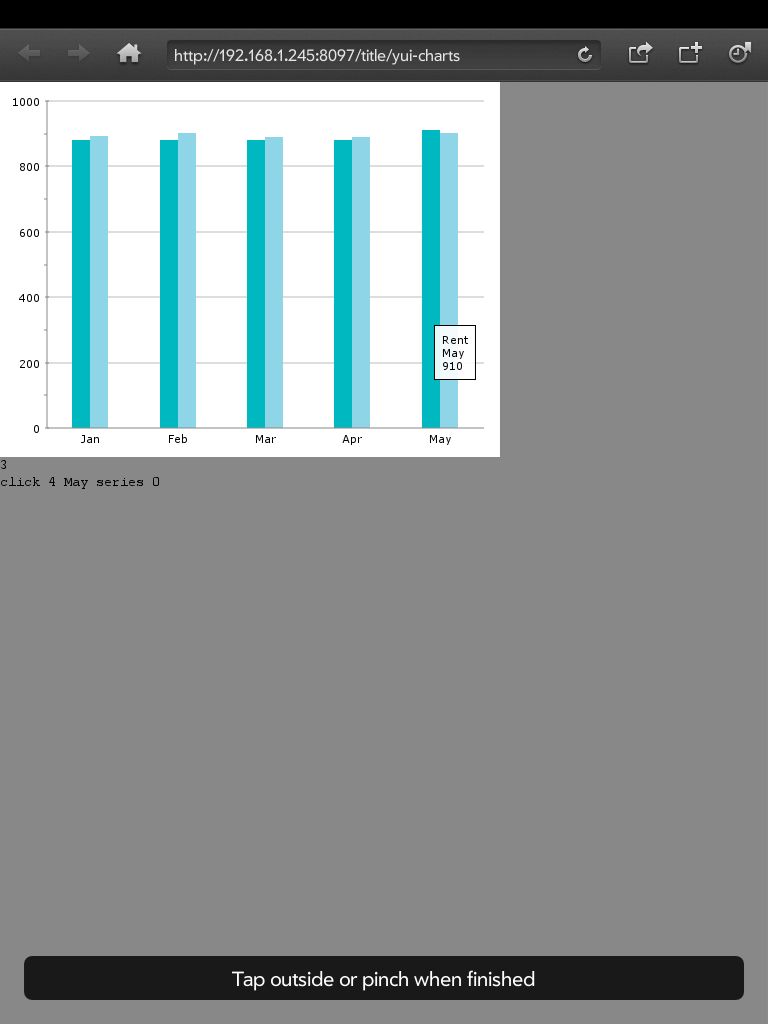 http://192.168.1.245:8097/title/yui-charts
1000
800
600
400
200
0
Rent
May
910
Jan Feb Mar Apr May
3
click 4 May series 0
Tap outside or pinch when finished